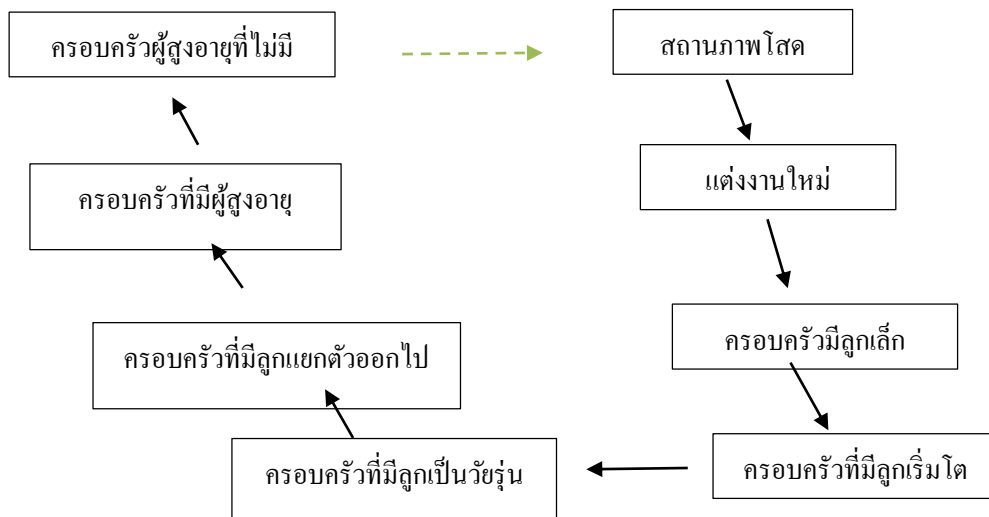 ครอบครัวผู้สูงอายุที่ไม่มี
สถานภาพโสด
แต่งงานใหม่
ครอบครัวที่มีผู้สูงอายุ
ครอบครัวมีลูกเล็ก
ครอบครัวที่มีลูกแยกตัวออกไป
ครอบครัวที่มีลูกเริ่มโต
ครอบครัวที่มีลูกเป็นวัยรุ่น